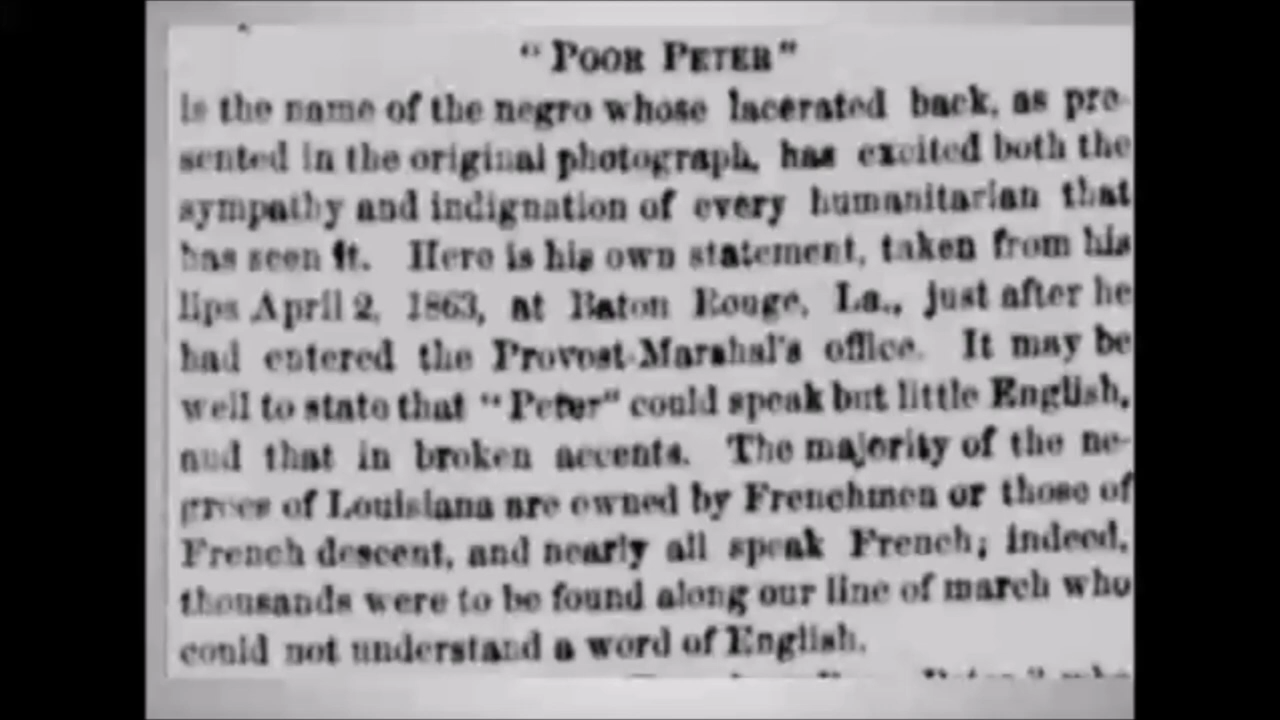 "POOR PETER"
is the name of the negro whose lacerated back, as pre-
sented in the original photograph, has excited both the
sympathy and indignation of every humanitarian that
has seen it. Here is his own statement, taken from his
lips April 2, 1863, at Baton Rouge, La., just after he
had entered the Provost-Marshal's office. It may be
well to state that "Peter" could speak but little English,
and that in broken accents. The majority of the ne-
groes of Louisiana are owned by Frenchmen or those of
French descent, and nearly all speak French; indeed,
thousands were to be found along our line of march who
could not understand a word of English.